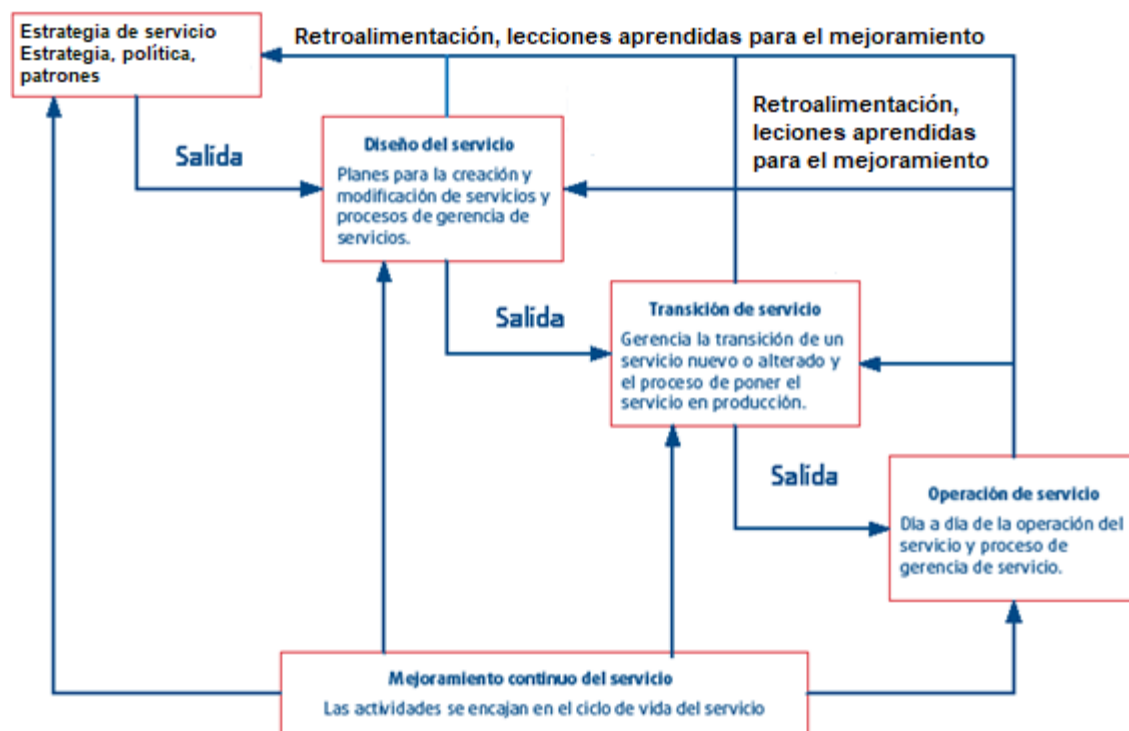 Estrategia de servicio
Estrategia, política,
patrones
Retroalimentación, lecciones aprendidas para el mejoramiento
Retroalimentación,
leciones aprendidas
para el mejoramiento
Salida
Diseño del servicio
Planes para la creación y
modificación de servicios y
procesos de gerencia de
servicios.
Salida
Transición de servicio
Gerencia la transición de un
servicio nuevo o alterado y
el proceso de poner el
servicio en producción.
Salida
Operación de servicio
Día a día de la operación del
servicio y proceso de
gerencia de servicio.
Mejoramiento continuo del servicio
Las actividades se encajan en el ciclo de vida del servicio